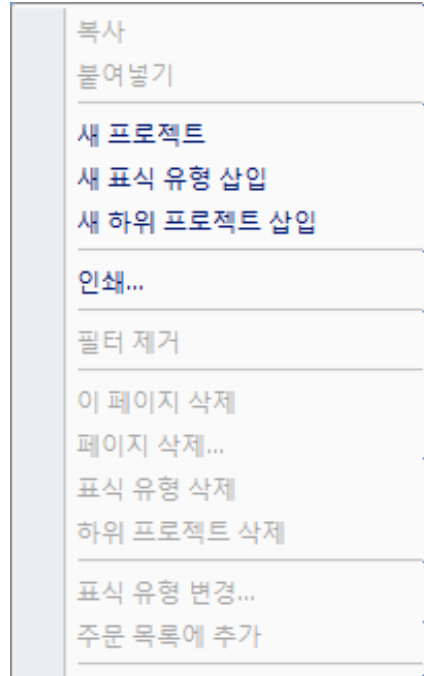 복사
붙여넣기
새 프로젝트
새 표식 유형 삽입
새 하위 프로젝트 삽입
인쇄...
필터 제거
이 페이지 삭제
페이지 삭제...
표식 유형 삭제
하위 프로젝트 삭제
표식 유형 변경...
주문 목록에 추가